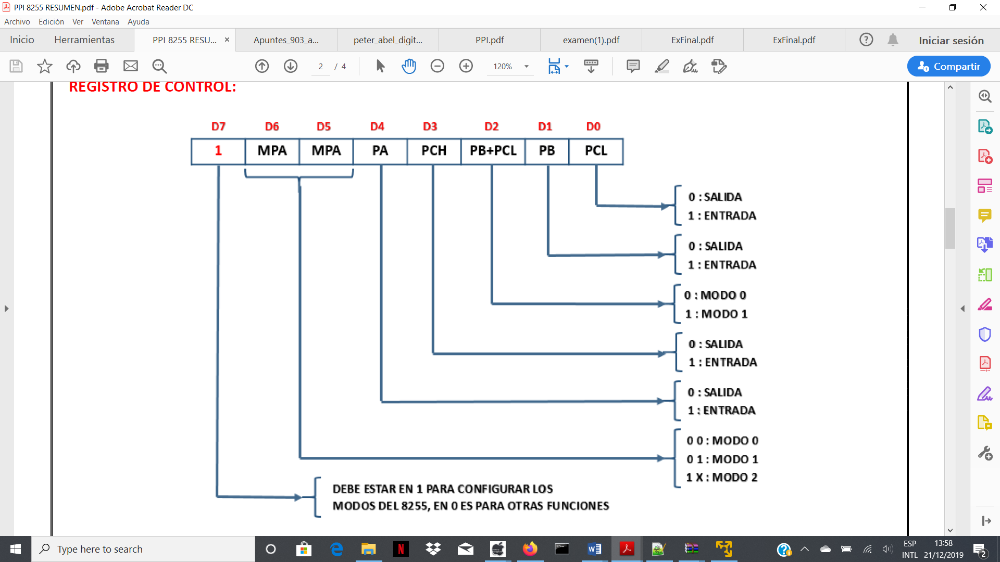 PPI 8255 RESUMEN.pdf - Adobe Acrobat Reader DC
Archivo Edición Ver Ventana Ayuda
Inicio Herramientas PPI 8255 RESU... × Apuntes_903_a... peter_abel_digit... PPI.pdf examen(1).pdf ExFinal.pdf ExFinal.pdf Iniciar sesión
2 / 4 120% Compartir
REGISTRO DE CONTROL:
D7 D6 D5 D4 D3 D2 D1 D0
1 MPA MPA PA PCH PB+PCL PB PCL
0 : SALIDA
1 : ENTRADA
0 : SALIDA
1 : ENTRADA
0 : MODO 0
1 : MODO 1
0 : SALIDA
1 : ENTRADA
0 : SALIDA
1 : ENTRADA
0 0 : MODO 0
0 1 : MODO 1
1 X : MODO 2
DEBE ESTAR EN 1 PARA CONFIGURAR LOS
MODOS DEL 8255, EN 0 ES PARA OTRAS FUNCIONES
Type here to search
ESP
INTL
13:58
21/12/2019
2